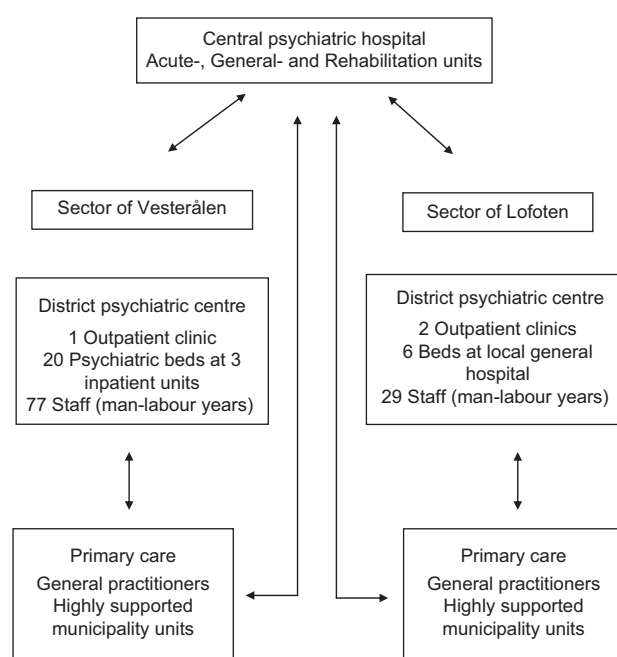 Central psychiatric hospital
Acute-, General- and Rehabilitation units
Sector of Vesterålen
Sector of Lofoten
District psychiatric centre
1 Outpatient clinic
20 Psychiatric beds at 3
inpatient units
77 Staff (man-labour years)
District psychiatric centre
2 Outpatient clinics
6 Beds at local general
hospital
29 Staff (man-labour years)
Primary care
General practitioners
Highly supported
municipality units
Primary care
General practitioners
Highly supported
municipality units